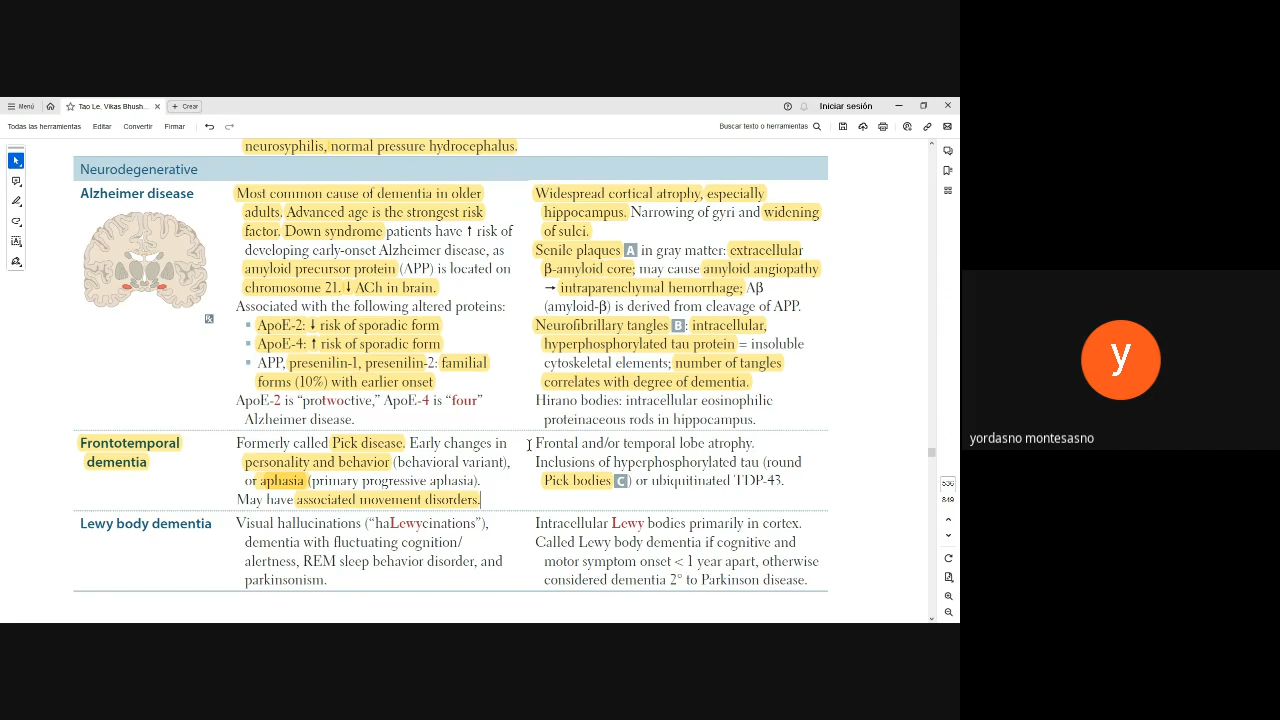 Menú
Tao Le, Vikas Bhush...
+ Crear
Iniciar sesión
Todas las herramientas Editar Convertir Firmar
Buscar texto o herramientas
neurosyphilis, normal pressure hydrocephalus.
Neurodegenerative
Alzheimer disease
Most common cause of dementia in older
adults. Advanced age is the strongest risk
factor. Down syndrome patients have ↑ risk of
developing early-onset Alzheimer disease, as
amyloid precursor protein (APP) is located on
chromosome 21. ↓ ACh in brain.
Associated with the following altered proteins:
▪ ApoE-2: ↓ risk of sporadic form
▪ ApoE-4: ↑ risk of sporadic form
▪ APP, presenilin-1, presenilin-2: familial
forms (10%) with earlier onset
ApoE-2 is “protwoctive,” ApoE-4 is “four”
Alzheimer disease.
Widespread cortical atrophy, especially
hippocampus. Narrowing of gyri and widening
of sulci.
Senile plaques A in gray matter: extracellular
β-amyloid core; may cause amyloid angiopathy
→ intraparenchymal hemorrhage; Aβ
(amyloid-β) is derived from cleavage of APP.
Neurofibrillary tangles B: intracellular,
hyperphosphorylated tau protein = insoluble
cytoskeletal elements; number of tangles
correlates with degree of dementia.
Hirano bodies: intracellular eosinophilic
proteinaceous rods in hippocampus.
Frontotemporal
dementia
Formerly called Pick disease. Early changes in
personality and behavior (behavioral variant),
or aphasia (primary progressive aphasia).
May have associated movement disorders.
Frontal and/or temporal lobe atrophy.
Inclusions of hyperphosphorylated tau (round
Pick bodies C) or ubiquitinated TDP-43.
Lewy body dementia
Visual hallucinations (“haLewycinations”),
dementia with fluctuating cognition/
alertness, REM sleep behavior disorder, and
parkinsonism.
Intracellular Lewy bodies primarily in cortex.
Called Lewy body dementia if cognitive and
motor symptom onset < 1 year apart, otherwise
considered dementia 2° to Parkinson disease.
536
849
y
yordasno montesasno